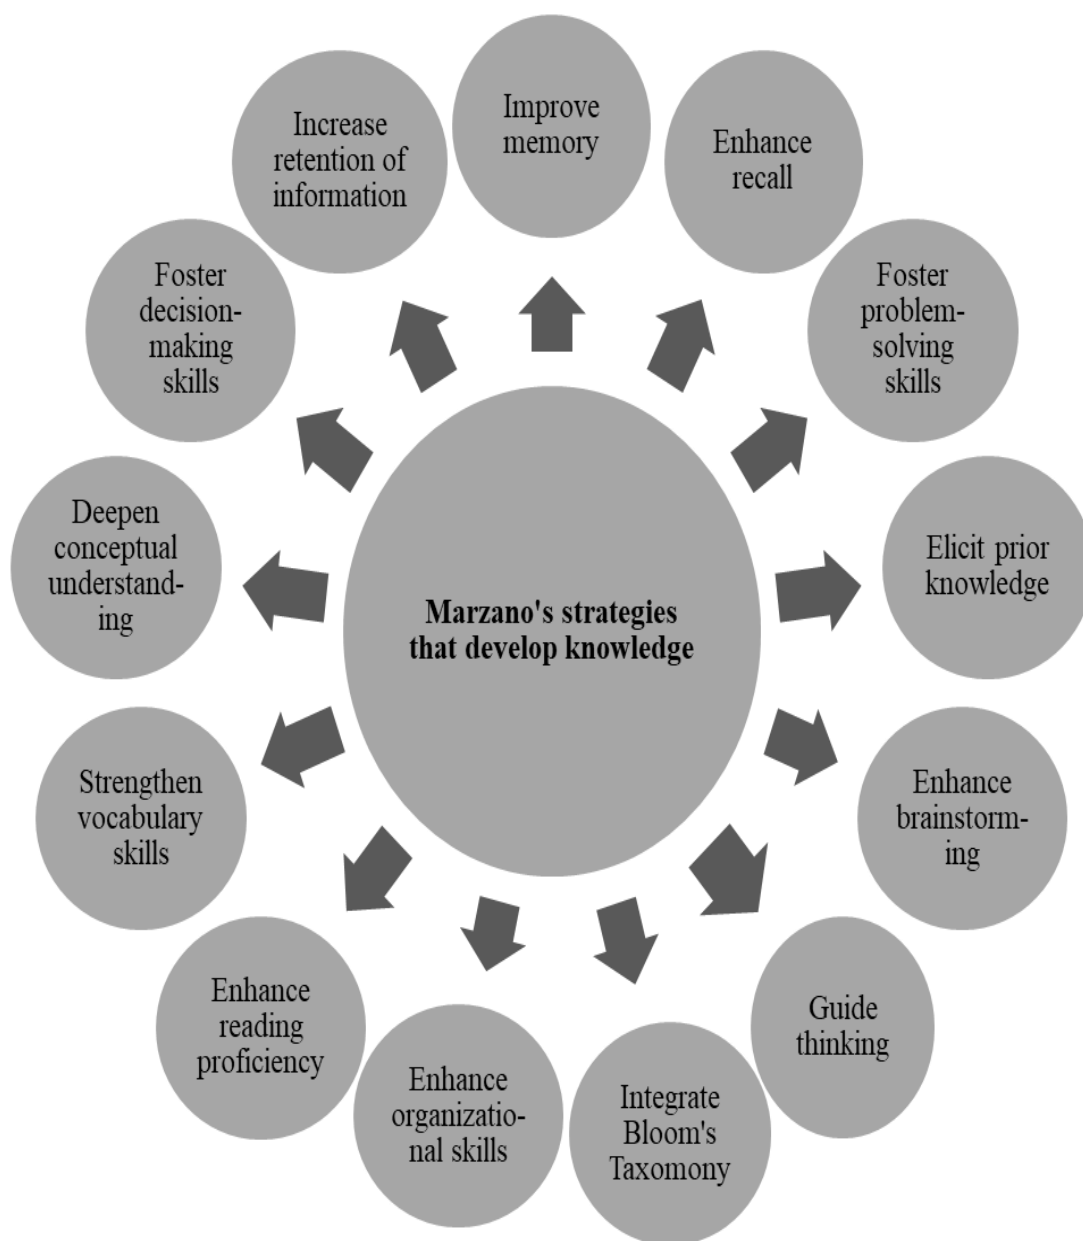 Improve
memory
Enhance
recall
Foster
problem-
solving
skills
Elicit prior
knowledge
Enhance
brainstorm-
ing
Guide
thinking
Integrate
Bloom's
Taxomony
Enhance
organizatio-
nal skills
Enhance
reading
proficiency
Strengthen
vocabulary
skills
Deepen
conceptual
understand-
ing
Foster
decision-
making
skills
Increase
retention of
information
Marzano's strategies
that develop knowledge